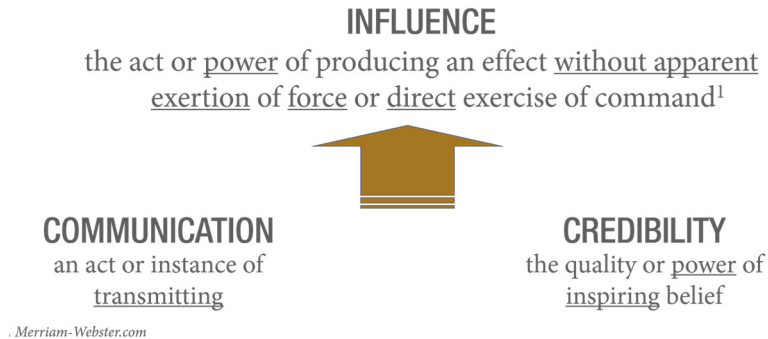 INFLUENCE
the act or power of producing an effect without apparent
exertion of force or direct exercise of command¹
COMMUNICATION
an act or instance of
transmitting
CREDIBILITY
the quality or power of
inspiring belief
. Merriam-Webster.com